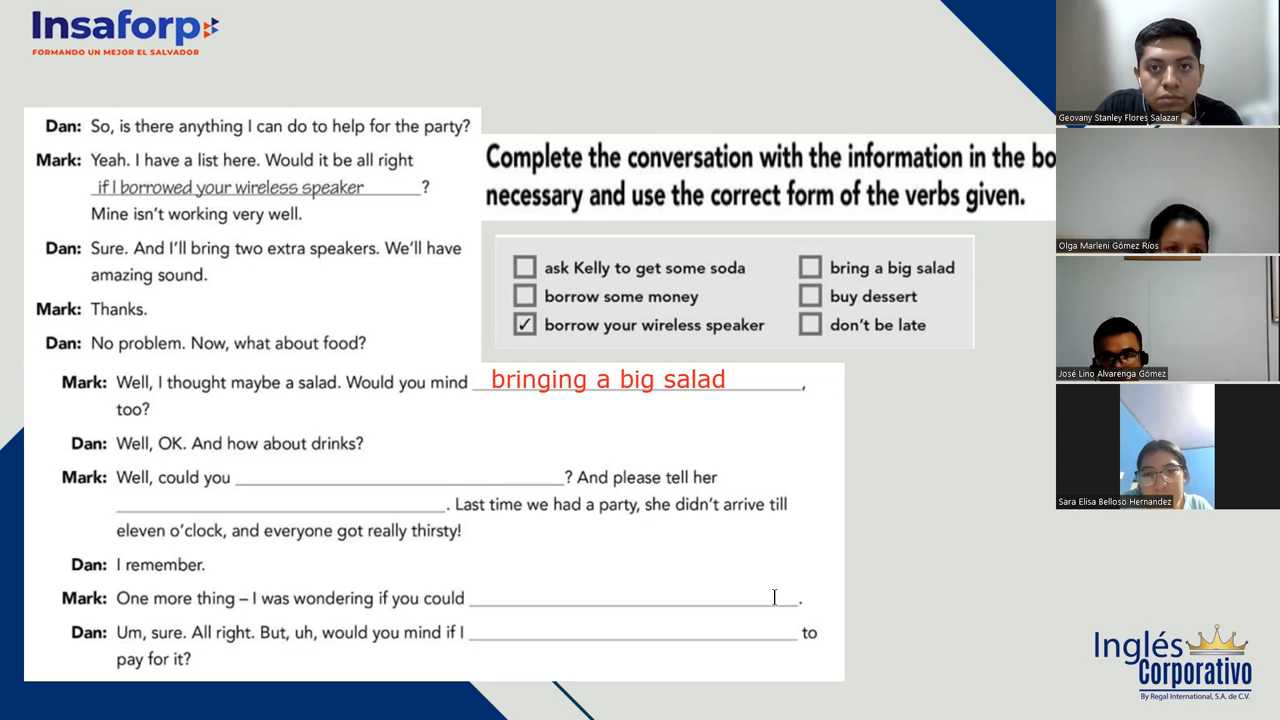 Insaforp
FORMANDO UN MEJOR EL SALVADOR
Dan: So, is there anything I can do to help for the party?
Mark: Yeah. I have a list here. Would it be all right
if I borrowed your wireless speaker ?
Mine isn't working very well.
Dan: Sure. And I'll bring two extra speakers. We'll have
amazing sound.
Mark: Thanks.
Dan: No problem. Now, what about food?
Mark: Well, I thought maybe a salad. Would you mind bringing a big salad ,
too?
Dan: Well, OK. And how about drinks?
Mark: Well, could you ____ ? And please tell her
____ . Last time we had a party, she didn't arrive till
eleven o'clock, and everyone got really thirsty!
Dan: I remember.
Mark: One more thing – I was wondering if you could ____ .
Dan: Um, sure. All right. But, uh, would you mind if I ____ to
pay for it?
Complete the conversation with the information in the bo
necessary and use the correct form of the verbs given.
ask Kelly to get some soda
borrow some money
✓ borrow your wireless speaker
bring a big salad
buy dessert
don't be late
Geovany Stanley Flores Salazar
Olga Marleni Gómez Ríos
José Lino Alvarenga Gómez
Sara Elisa Belloso Hernandez
Inglés
Corporativo
By Regal International, S.A. de C.V.